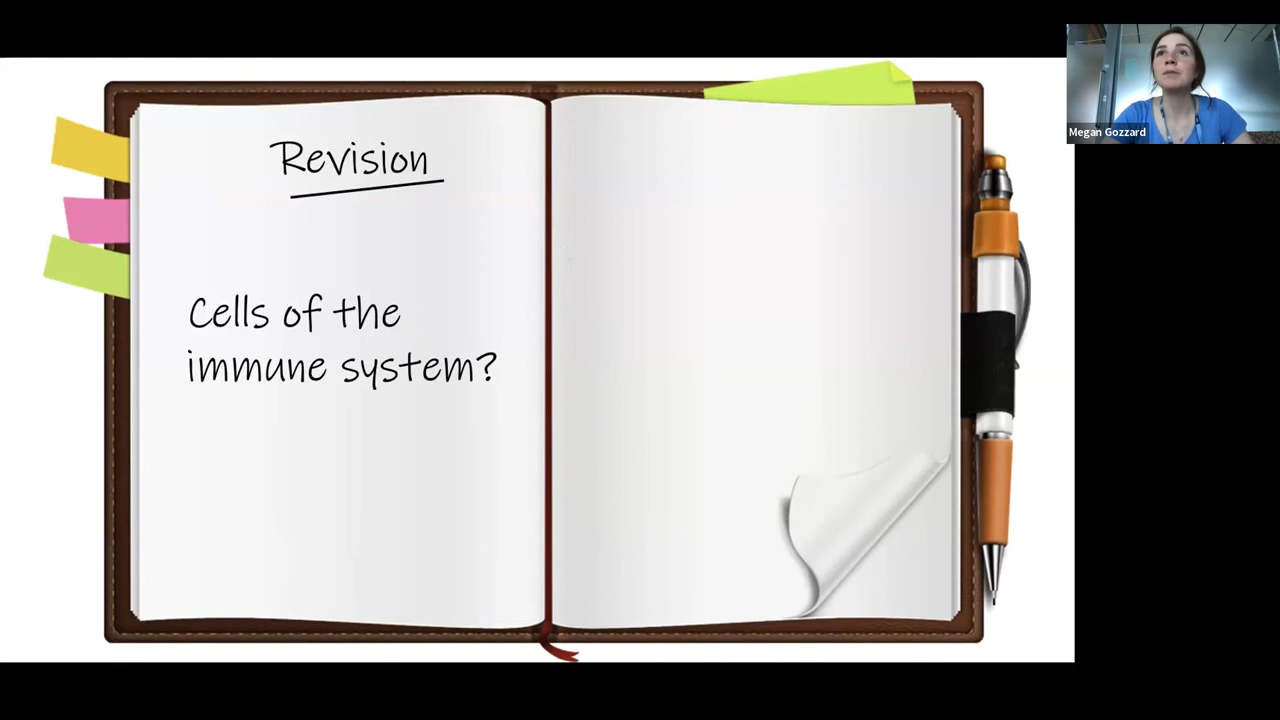 Revision
Cells of the
immune system?
Megan Gozzard